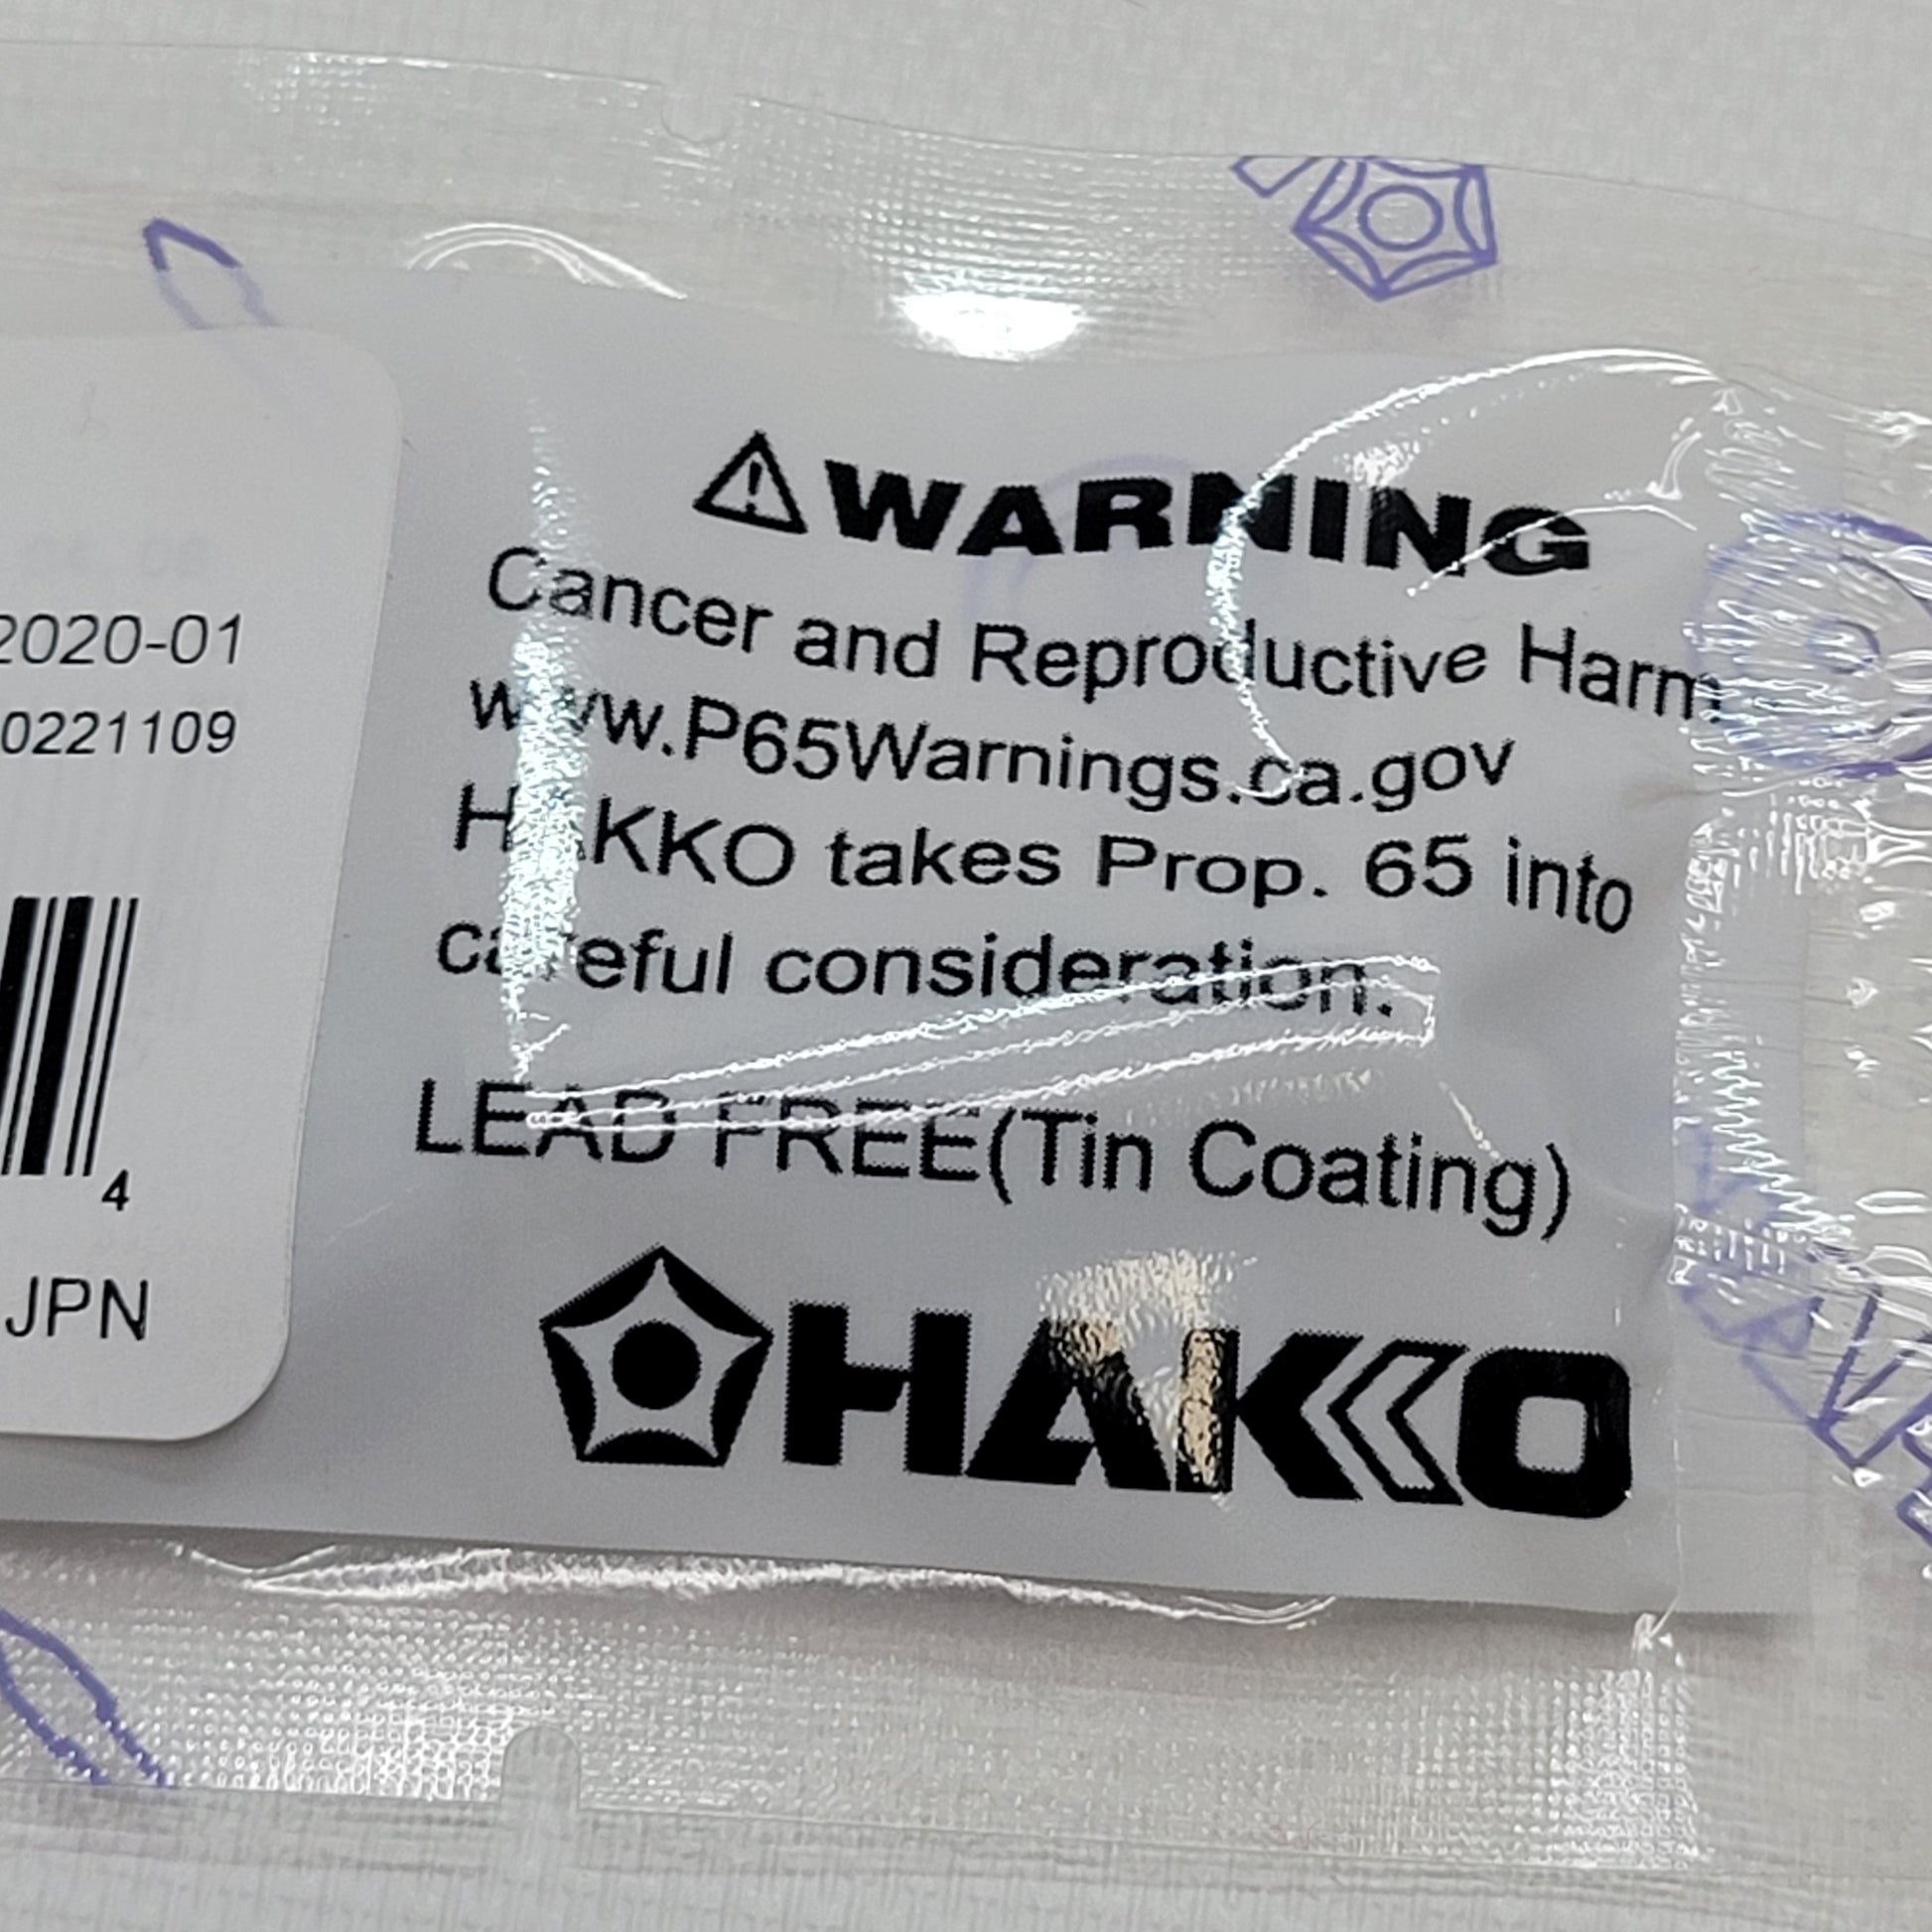 2020-01
0221109
4
JPN
WARNING
Cancer and Reproductive Harm
www.P65Warnings.ca.gov
HAKKO takes Prop. 65 into
careful consideration.
LEAD FREE(Tin Coating)
HAKKO